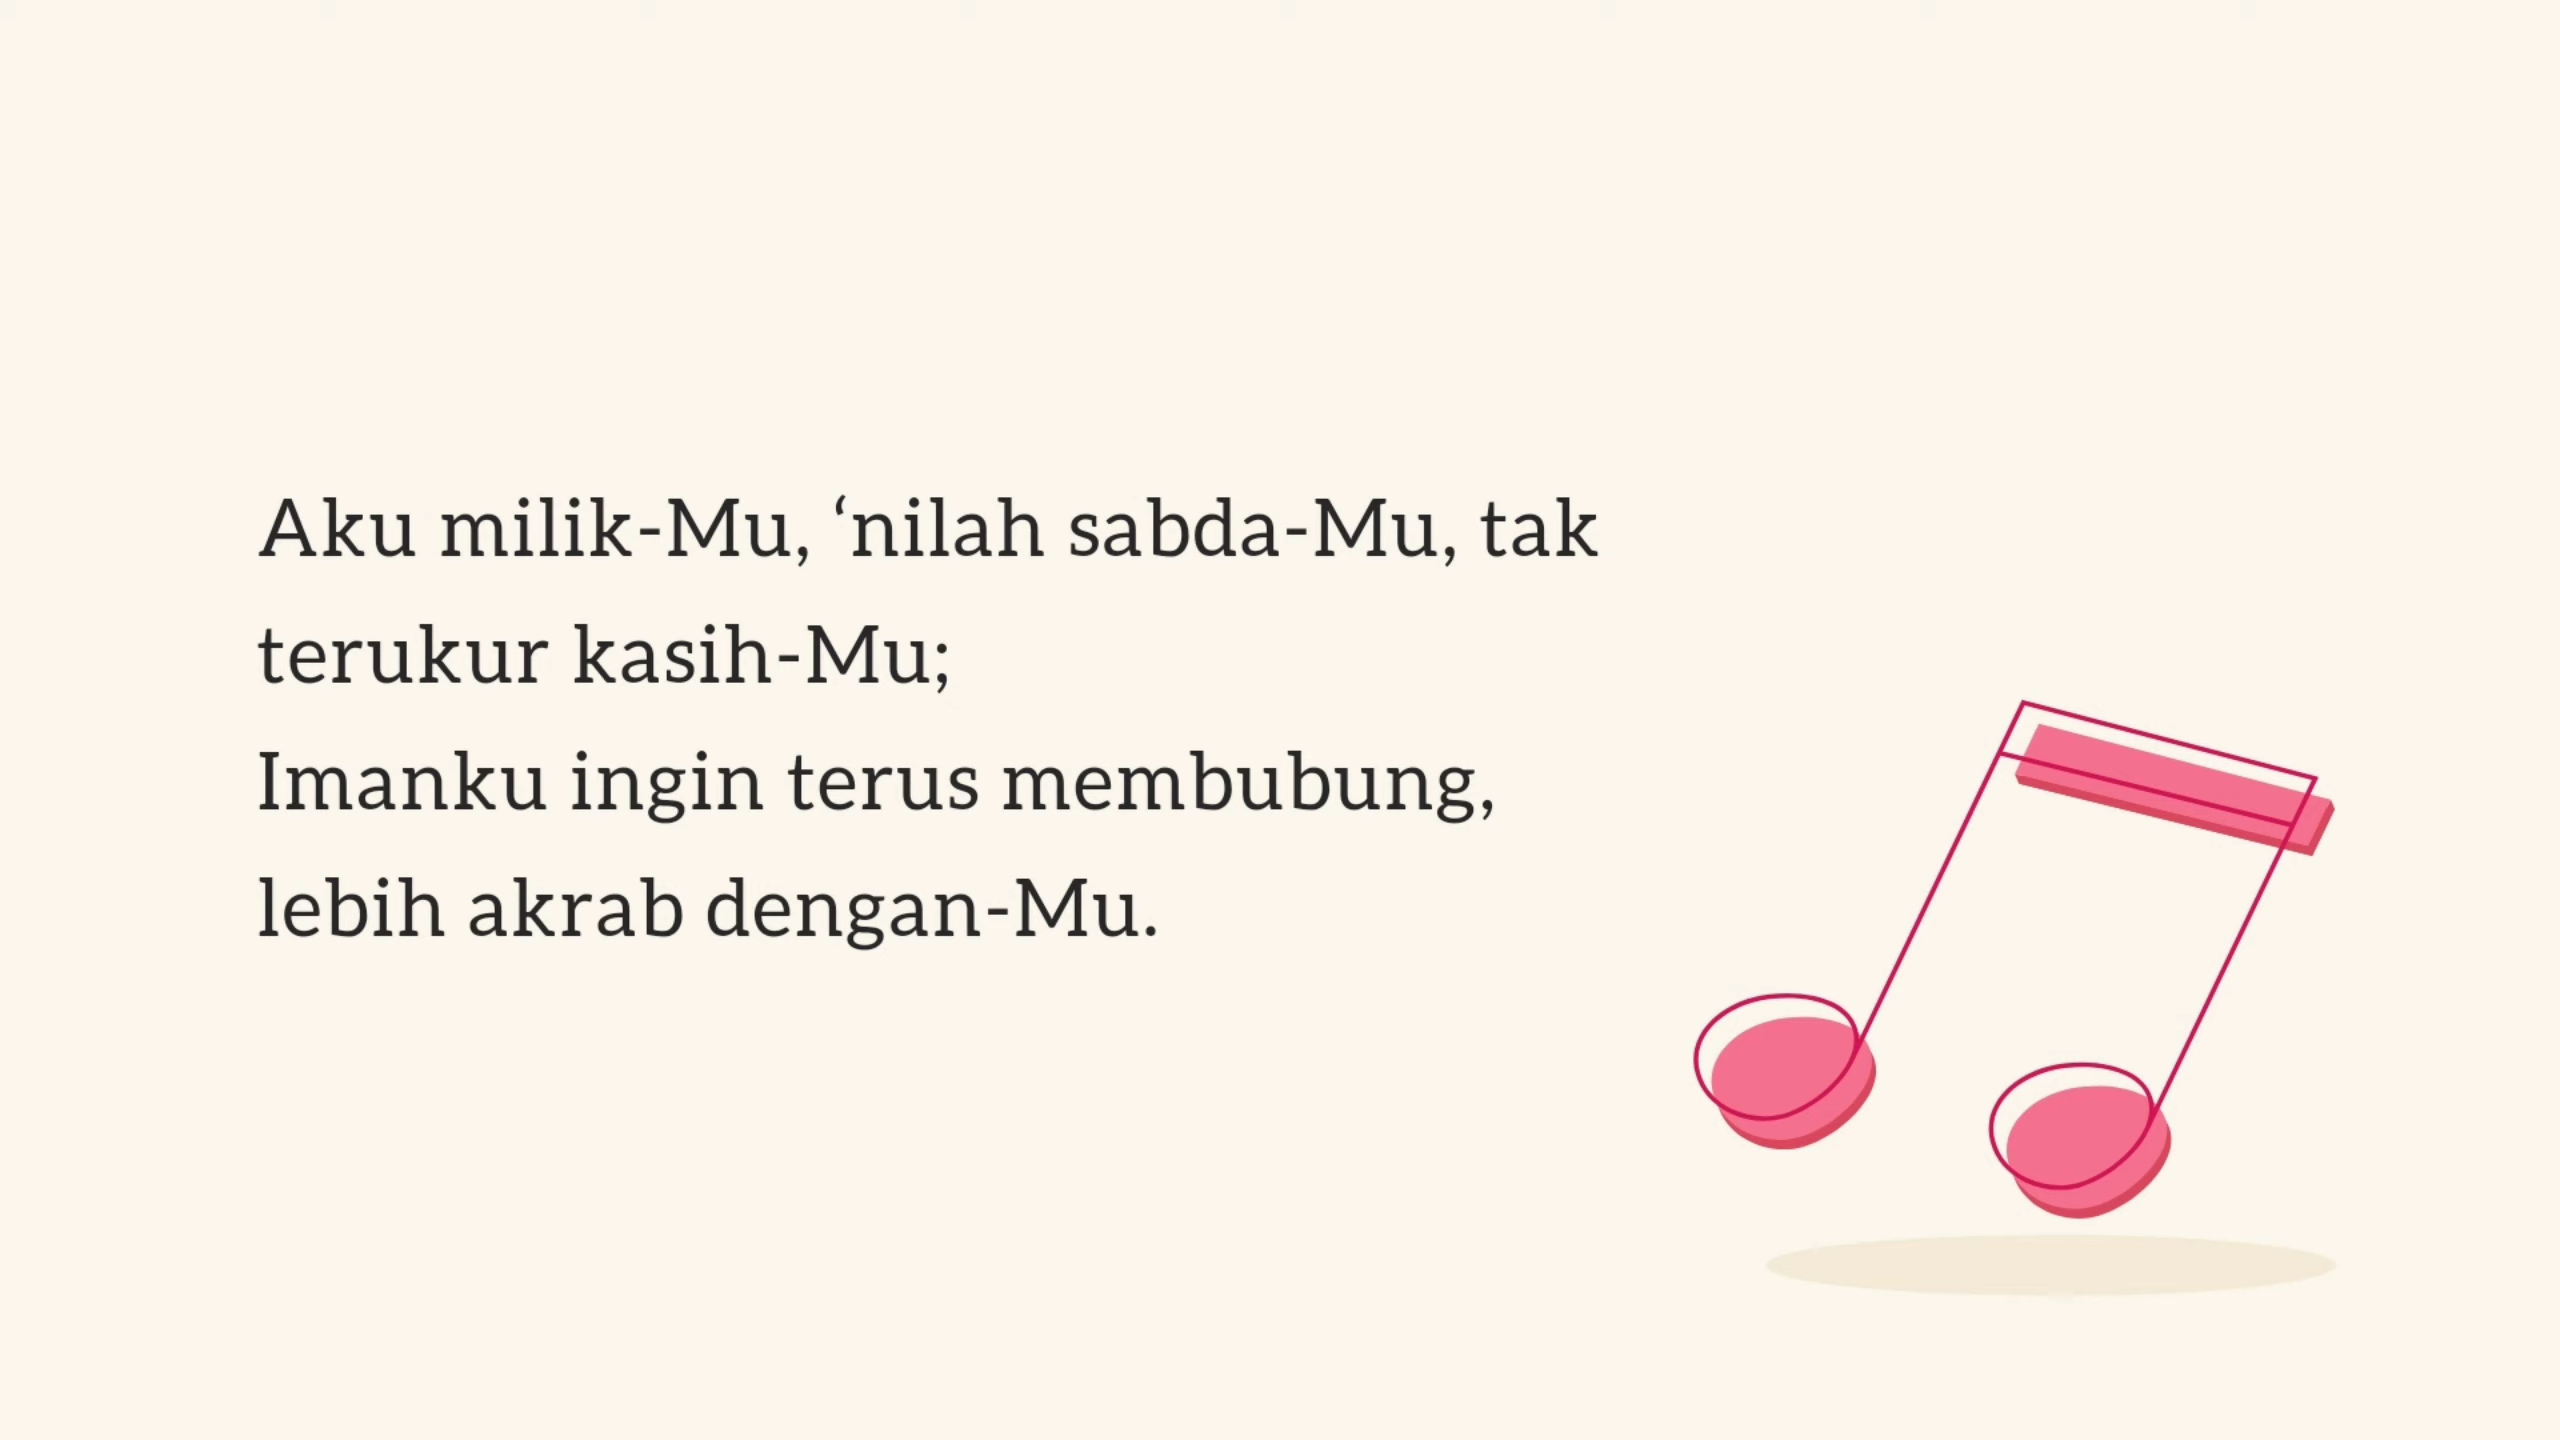 Aku milik-Mu, ‘nilah sabda-Mu, tak
terukur kasih-Mu;
Imanku ingin terus membubung,
lebih akrab dengan-Mu.